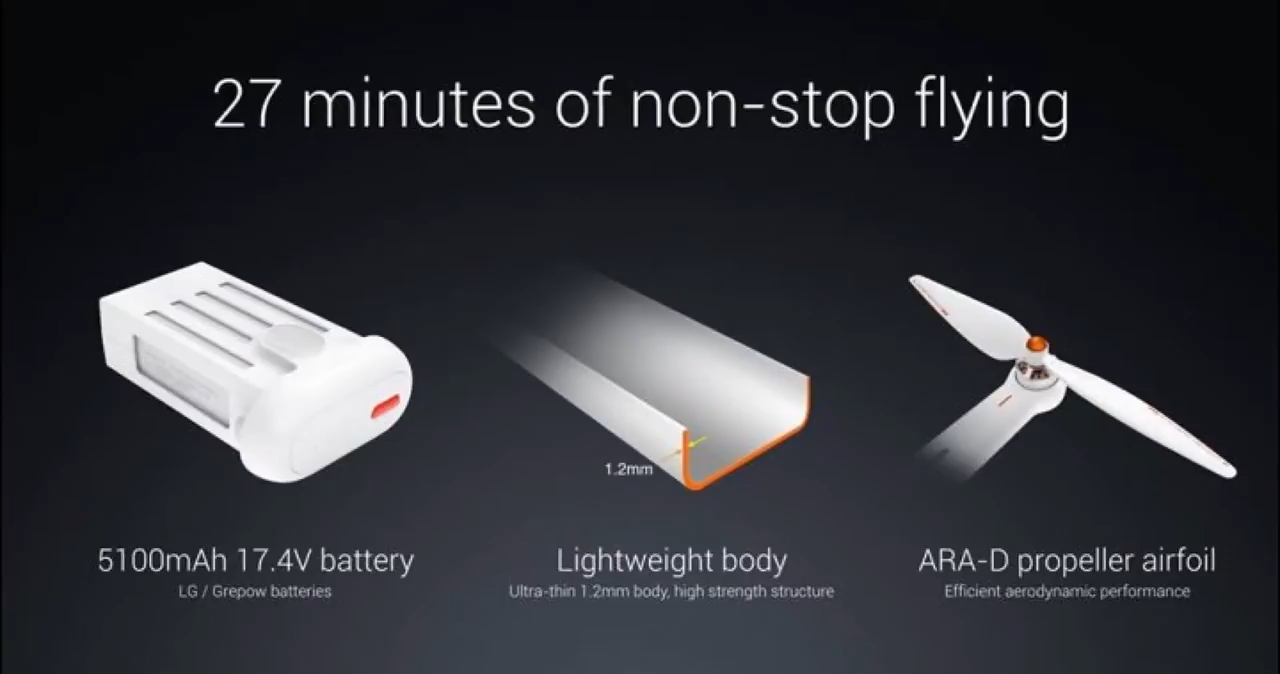 27 minutes of non-stop flying
1.2mm
5100mAh 17.4V battery
LG / Grepow batteries
Lightweight body
Ultra-thin 1.2mm body, high strength structure
ARA-D propeller airfoil
Efficient aerodynamic performance